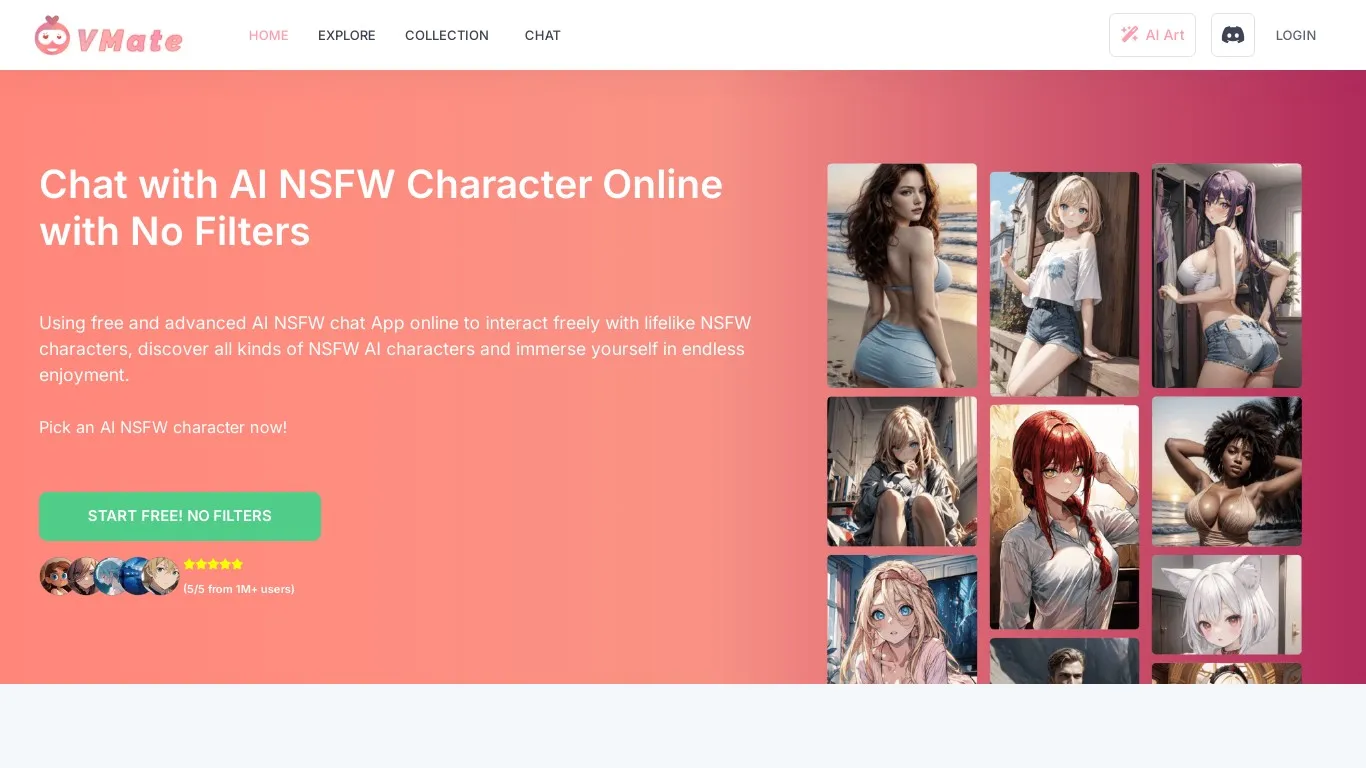 VMate
HOME
EXPLORE
COLLECTION
CHAT
AI Art
LOGIN
Chat with AI NSFW Character Online
with No Filters
Using free and advanced AI NSFW chat App online to interact freely with lifelike NSFW
characters, discover all kinds of NSFW AI characters and immerse yourself in endless
enjoyment.
Pick an AI NSFW character now!
START FREE! NO FILTERS
(5/5 from 1M+ users)